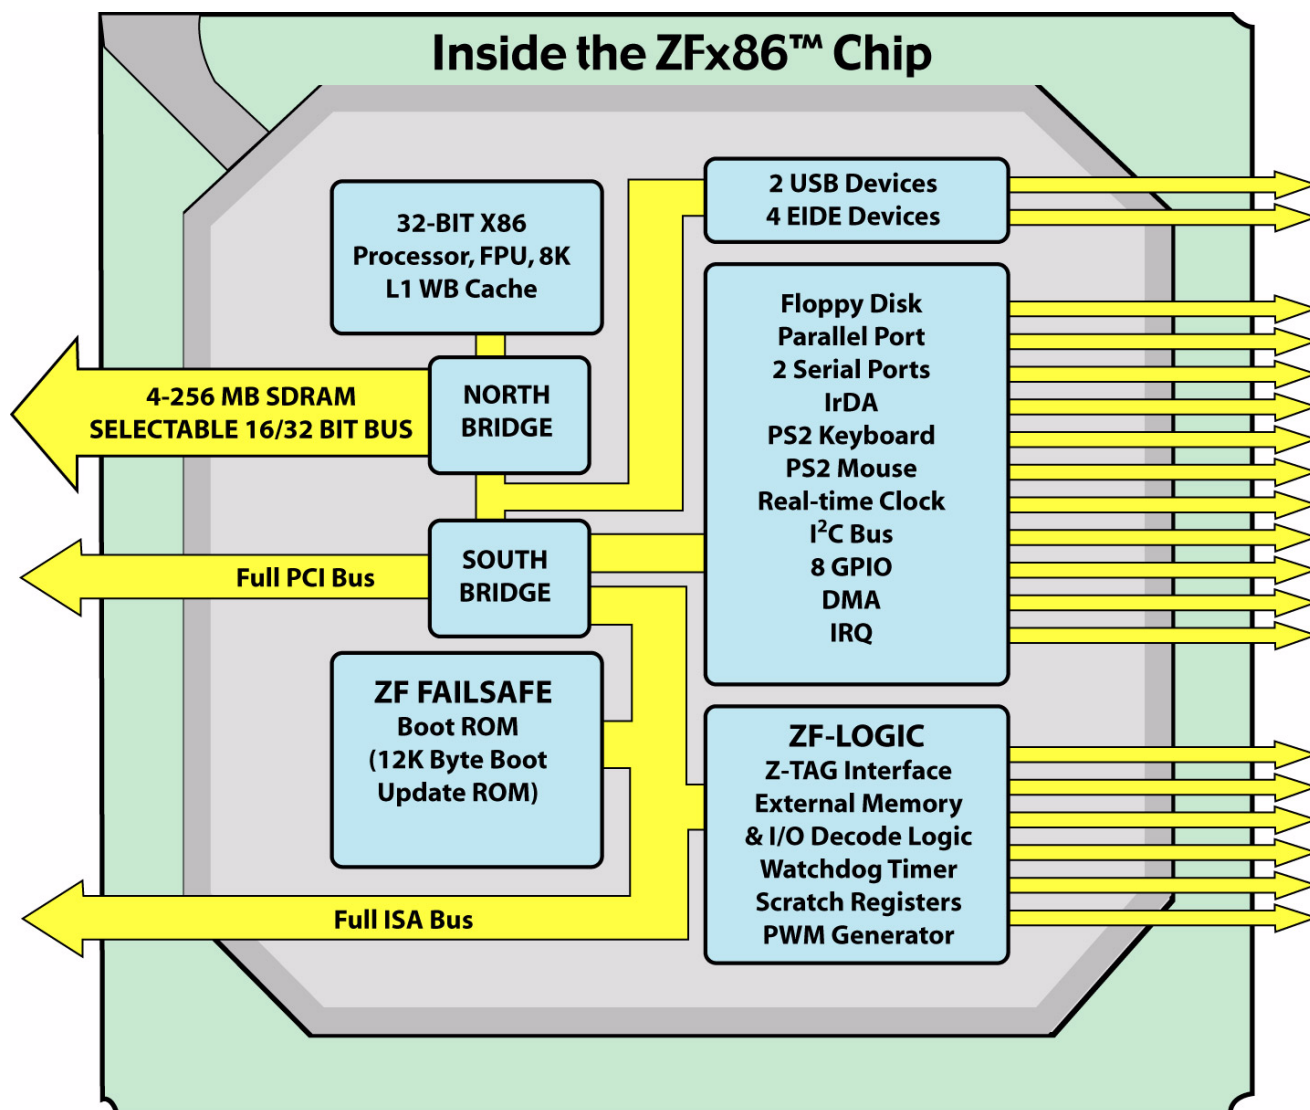 Inside the ZFx86™ Chip
32-BIT X86
Processor, FPU, 8K
L1 WB Cache
2 USB Devices
4 EIDE Devices
4-256 MB SDRAM
SELECTABLE 16/32 BIT BUS
NORTH
BRIDGE
Floppy Disk
Parallel Port
2 Serial Ports
IrDA
PS2 Keyboard
PS2 Mouse
Real-time Clock
I²C Bus
8 GPIO
DMA
IRQ
Full PCI Bus
SOUTH
BRIDGE
ZF FAILSAFE
Boot ROM
(12K Byte Boot
Update ROM)
ZF-LOGIC
Z-TAG Interface
External Memory
& I/O Decode Logic
Watchdog Timer
Scratch Registers
PWM Generator
Full ISA Bus